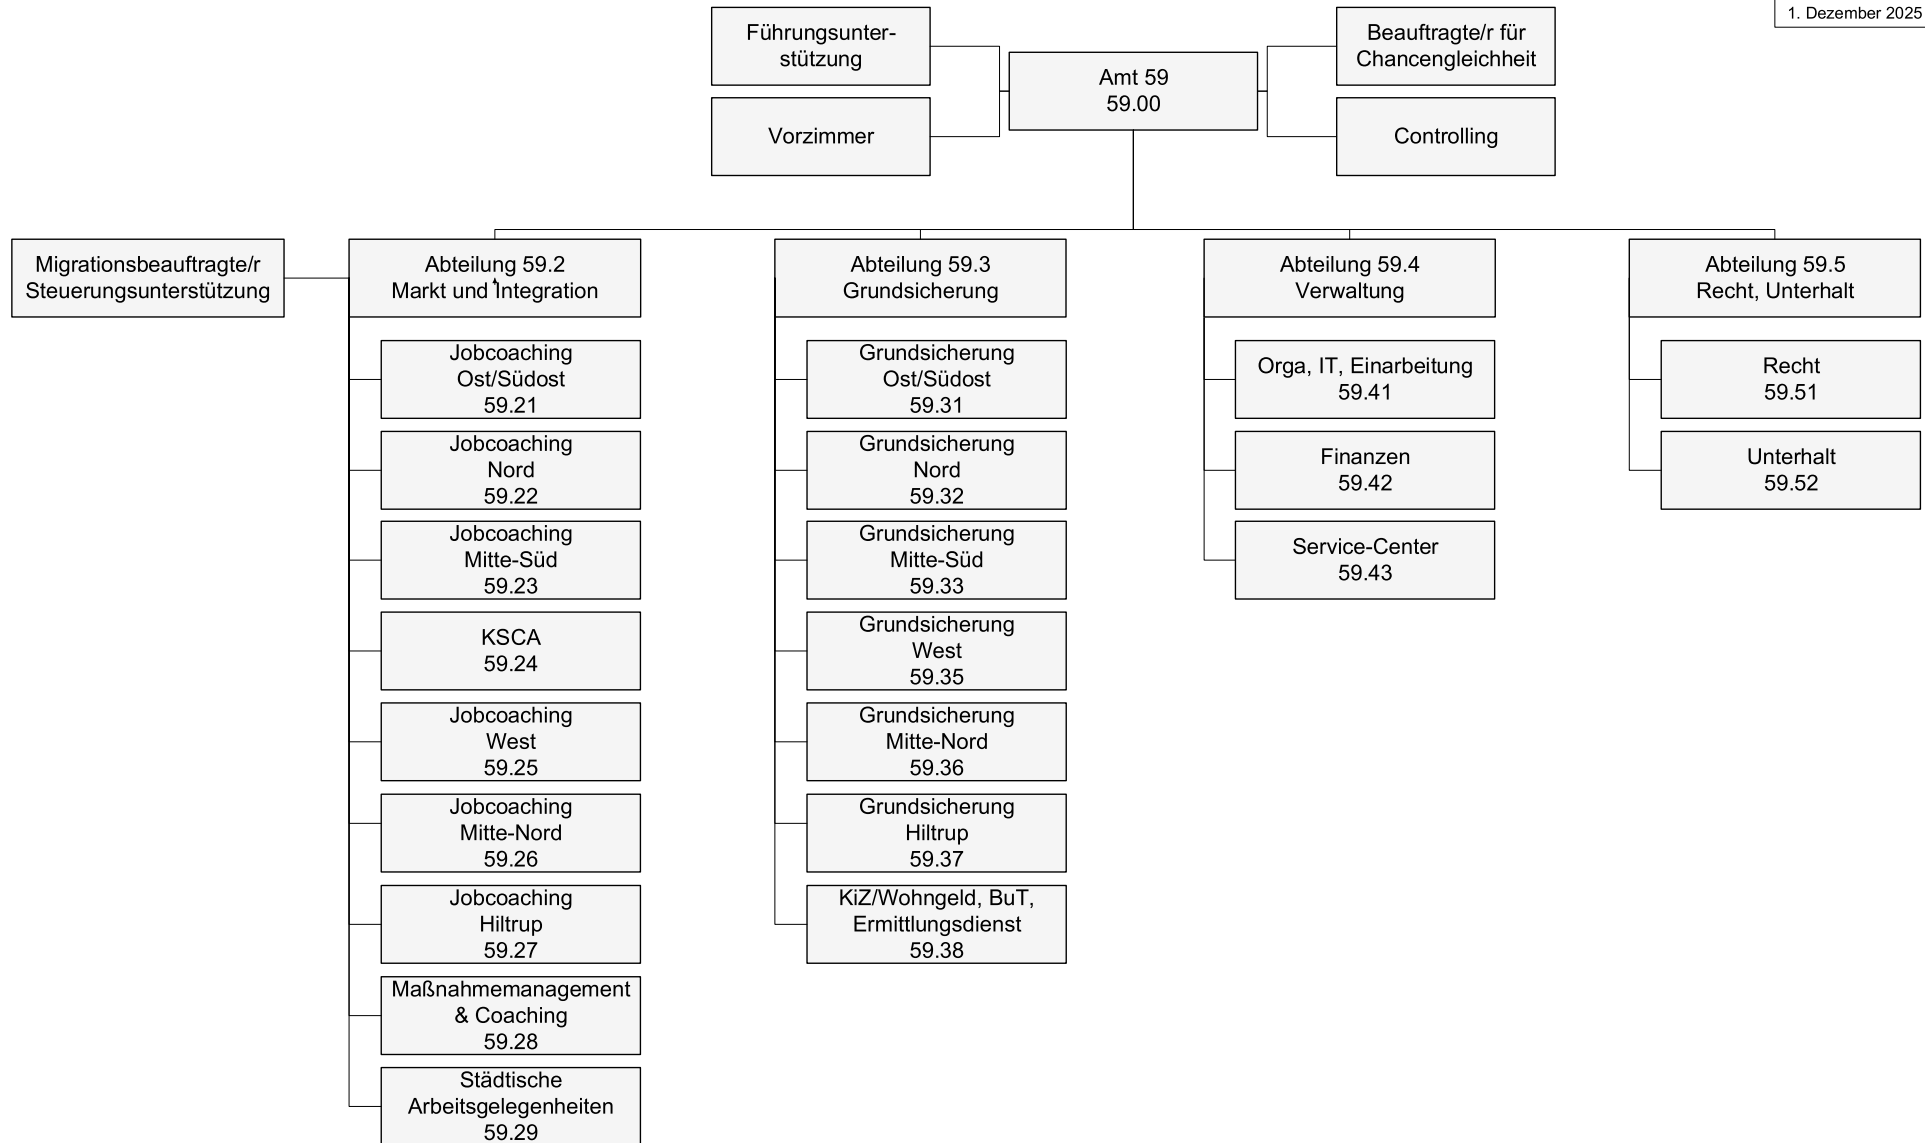 1. Dezember 2025
Führungsunter-
stützung
Vorzimmer
Amt 59
59.00
Beauftragte/r für
Chancengleichheit
Controlling
Migrationsbeauftragte/r
Steuerungsunterstützung
Abteilung 59.2
Markt und Integration
Jobcoaching
Ost/Südost
59.21
Jobcoaching
Nord
59.22
Jobcoaching
Mitte-Süd
59.23
KSCA
59.24
Jobcoaching
West
59.25
Jobcoaching
Mitte-Nord
59.26
Jobcoaching
Hiltrup
59.27
Maßnahmemanagement
& Coaching
59.28
Städtische
Arbeitsgelegenheiten
59.29
Abteilung 59.3
Grundsicherung
Grundsicherung
Ost/Südost
59.31
Grundsicherung
Nord
59.32
Grundsicherung
Mitte-Süd
59.33
Grundsicherung
West
59.35
Grundsicherung
Mitte-Nord
59.36
Grundsicherung
Hiltrup
59.37
KiZ/Wohngeld, BuT,
Ermittlungsdienst
59.38
Abteilung 59.4
Verwaltung
Orga, IT, Einarbeitung
59.41
Finanzen
59.42
Service-Center
59.43
Abteilung 59.5
Recht, Unterhalt
Recht
59.51
Unterhalt
59.52